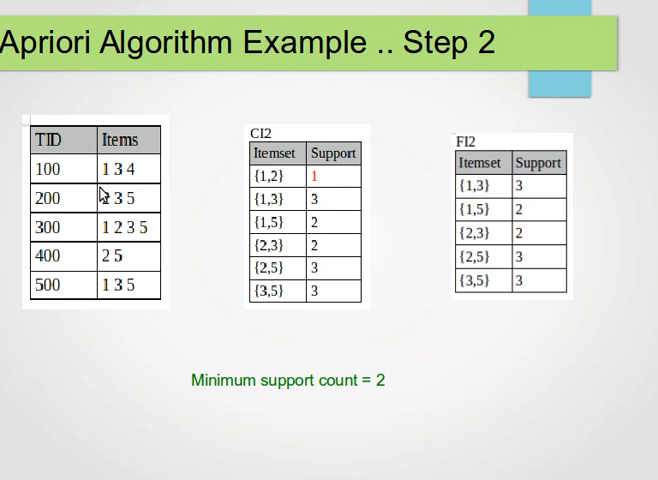 Apriori Algorithm Example .. Step 2
TID Items
100 1 3 4
200 2 3 5
300 1 2 3 5
400 2 5
500 1 3 5
CI2
Itemset Support
{1,2} 1
{1,3} 3
{1,5} 2
{2,3} 2
{2,5} 3
{3,5} 3
FI2
Itemset Support
{1,3} 3
{1,5} 2
{2,3} 2
{2,5} 3
{3,5} 3
Minimum support count = 2